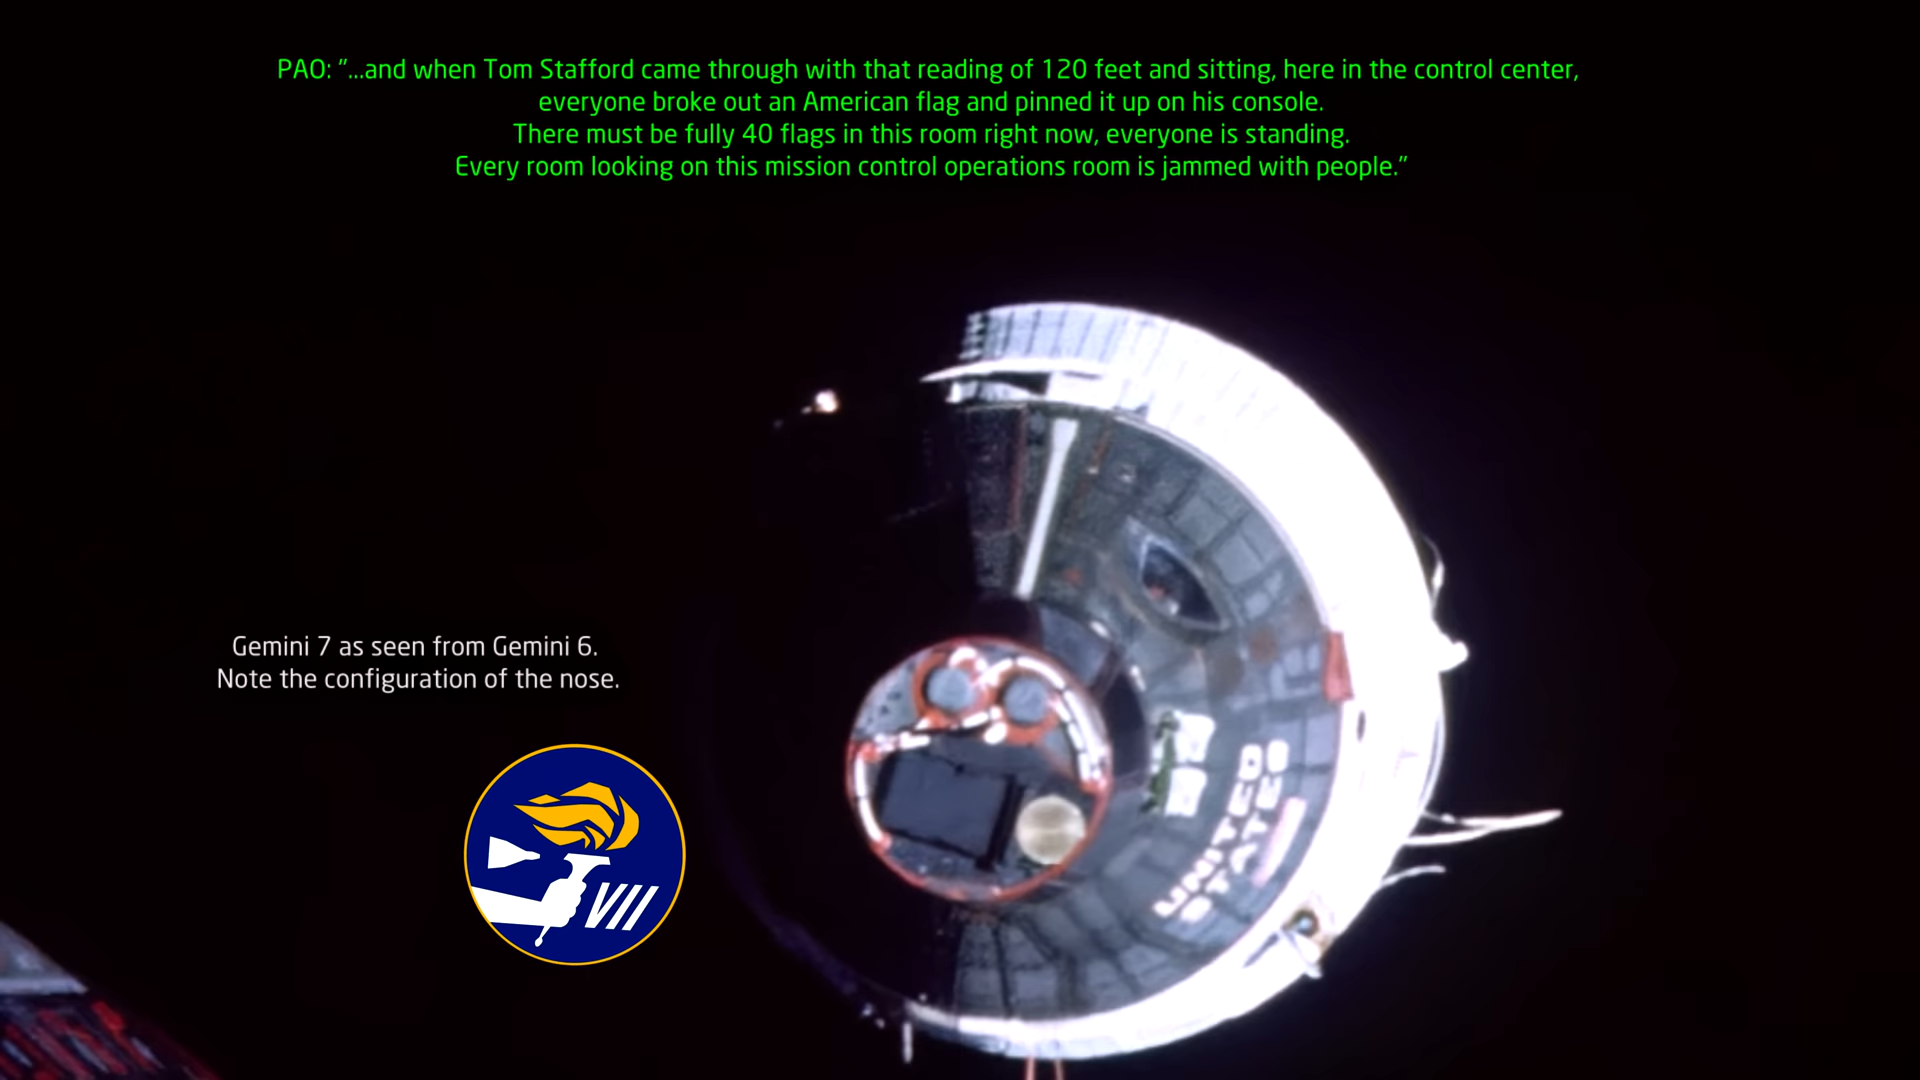 PAO: "...and when Tom Stafford came through with that reading of 120 feet and sitting, here in the control center,
everyone broke out an American flag and pinned it up on his console.
There must be fully 40 flags in this room right now, everyone is standing.
Every room looking on this mission control operations room is jammed with people."
Gemini 7 as seen from Gemini 6.
Note the configuration of the nose.
VII
UNITED
STATES